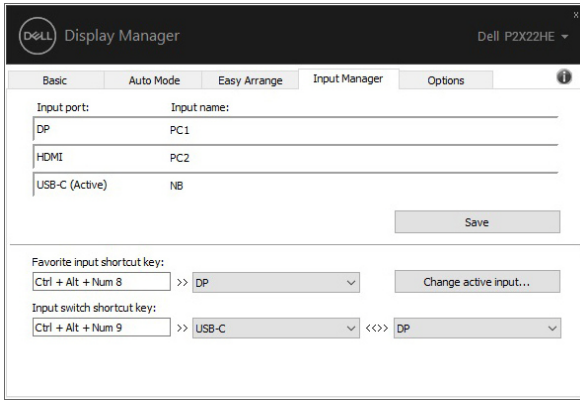 DELL Display Manager Dell P2X22HE
Basic Auto Mode Easy Arrange Input Manager Options
Input port: Input name:
DP PC1
HDMI PC2
USB-C (Active) NB
Save
Favorite input shortcut key:
Ctrl + Alt + Num 8 >> DP Change active input...
Input switch shortcut key:
Ctrl + Alt + Num 9 >> USB-C <<>> DP